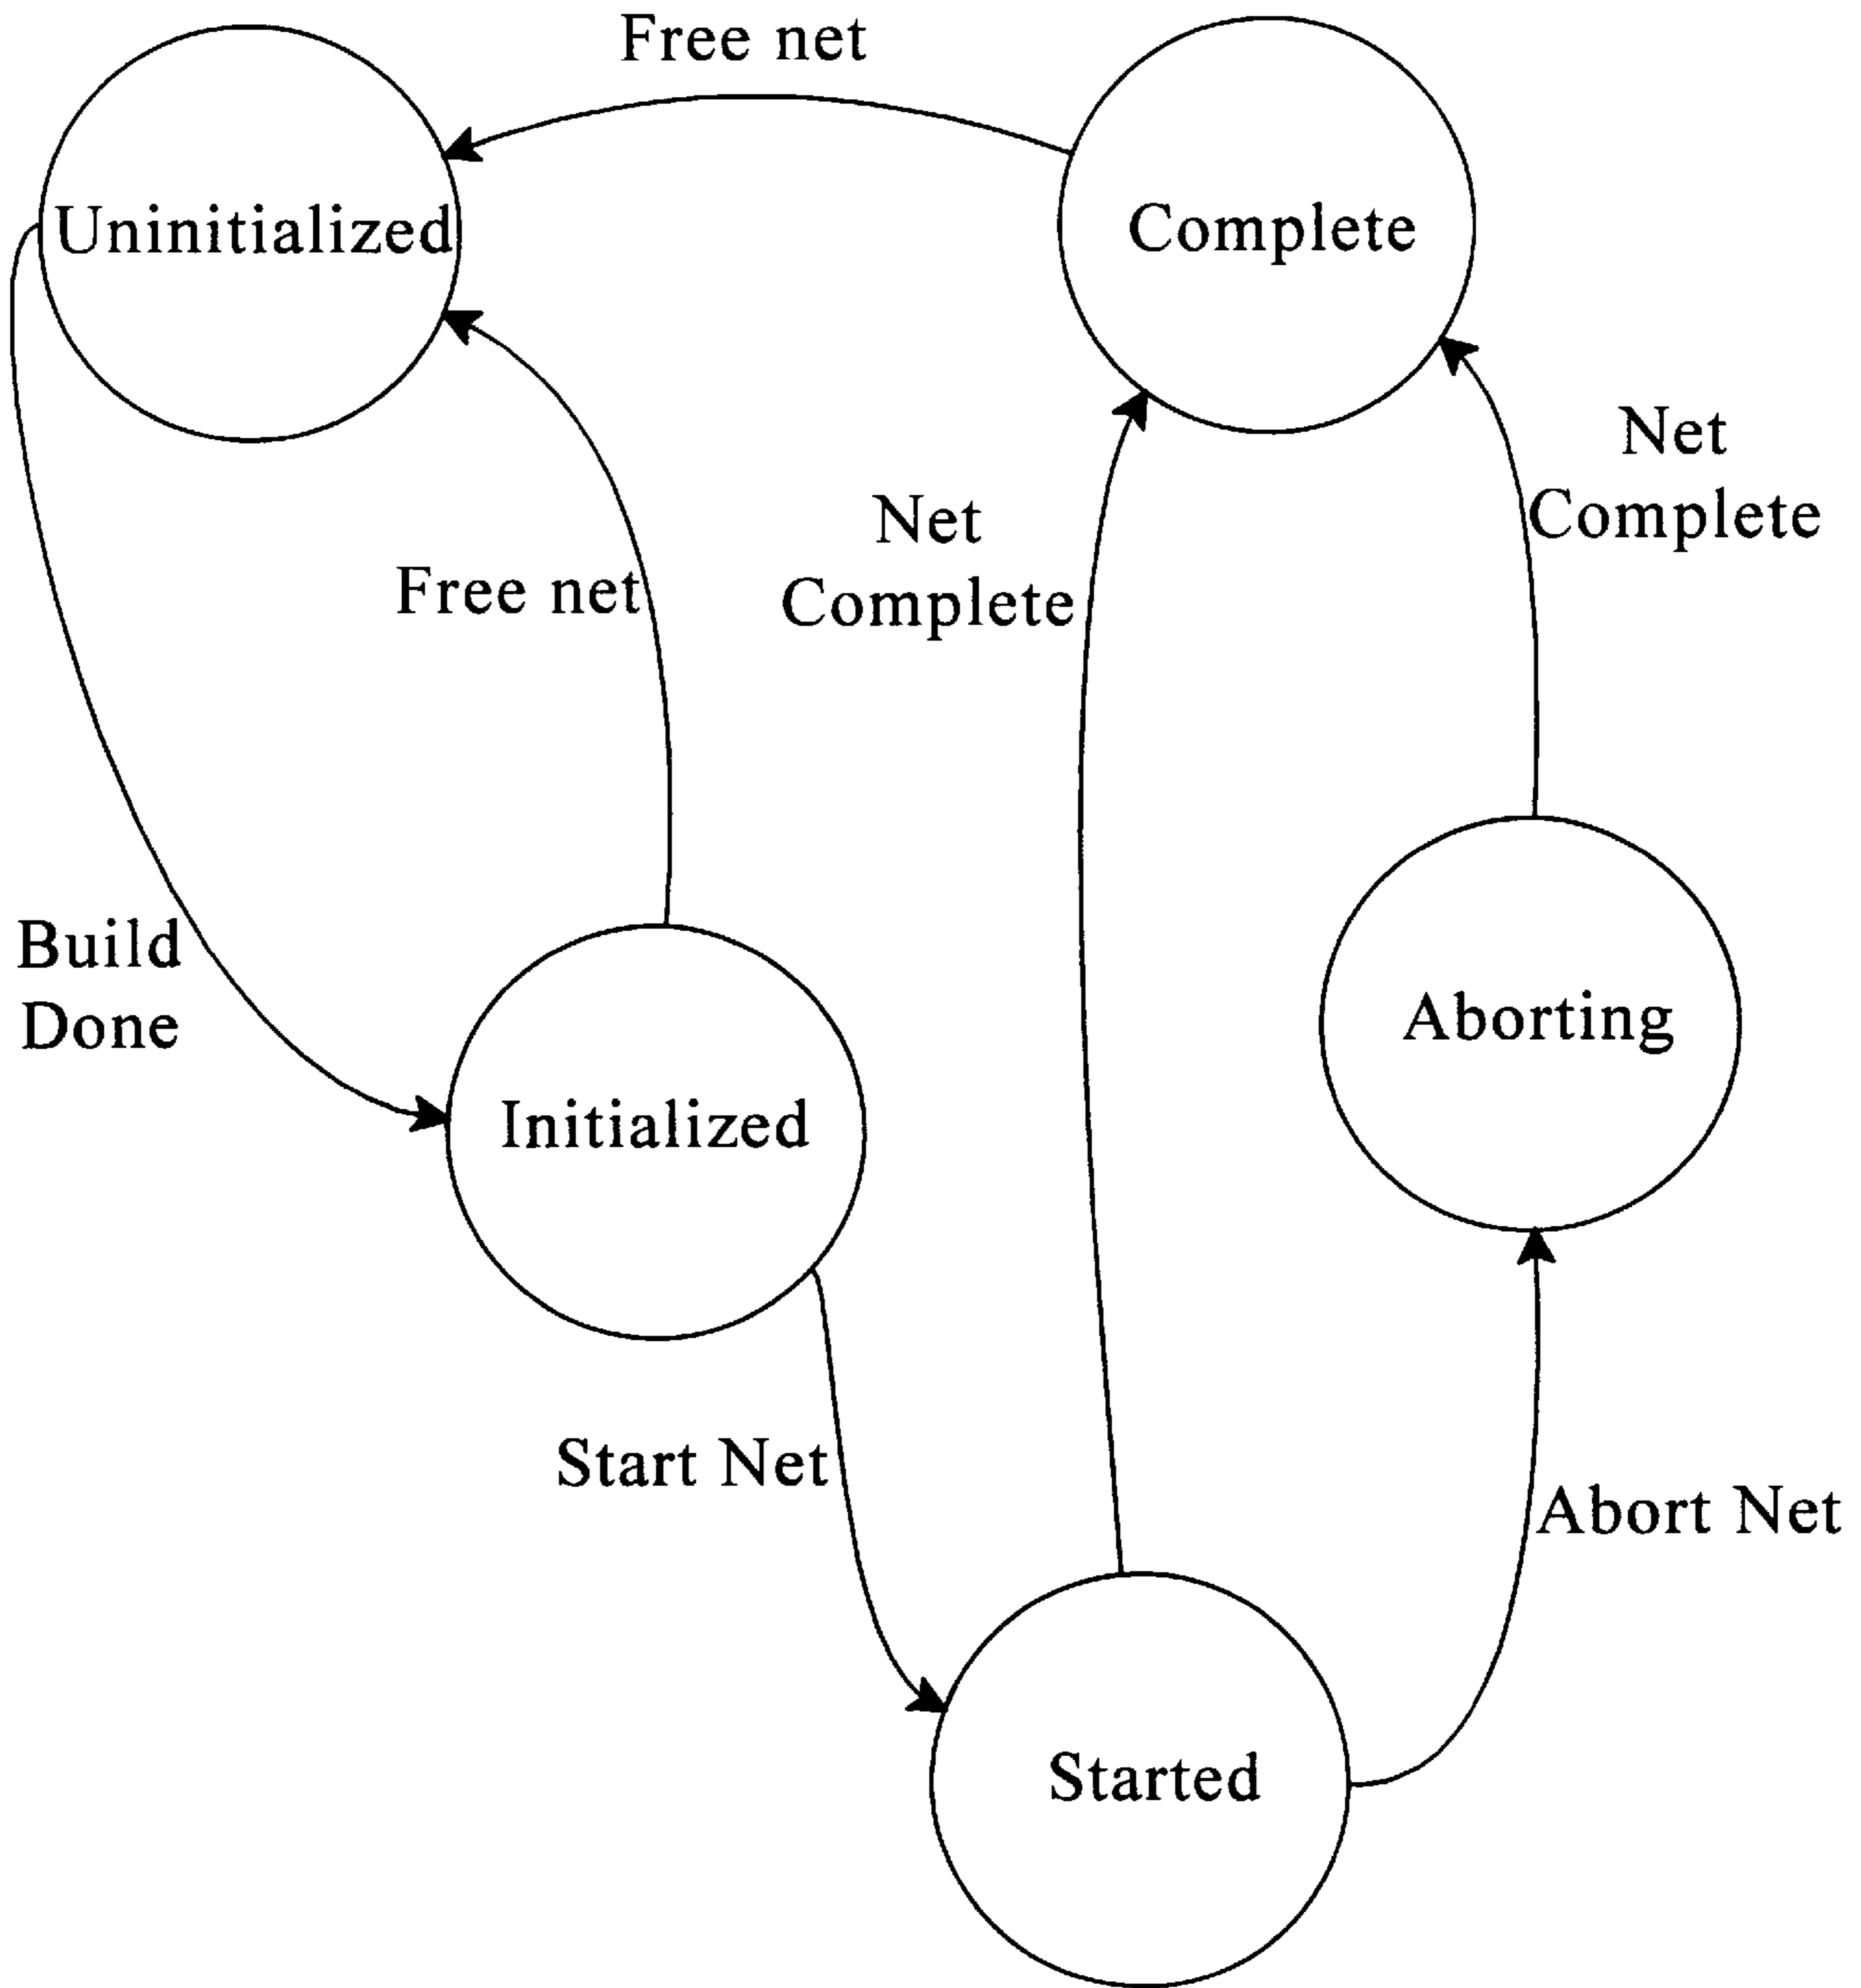 Free net
Uninitialized
Complete
Net
Complete
Net
Complete
Free net
Build
Done
Aborting
Initialized
Start Net
Abort Net
Started